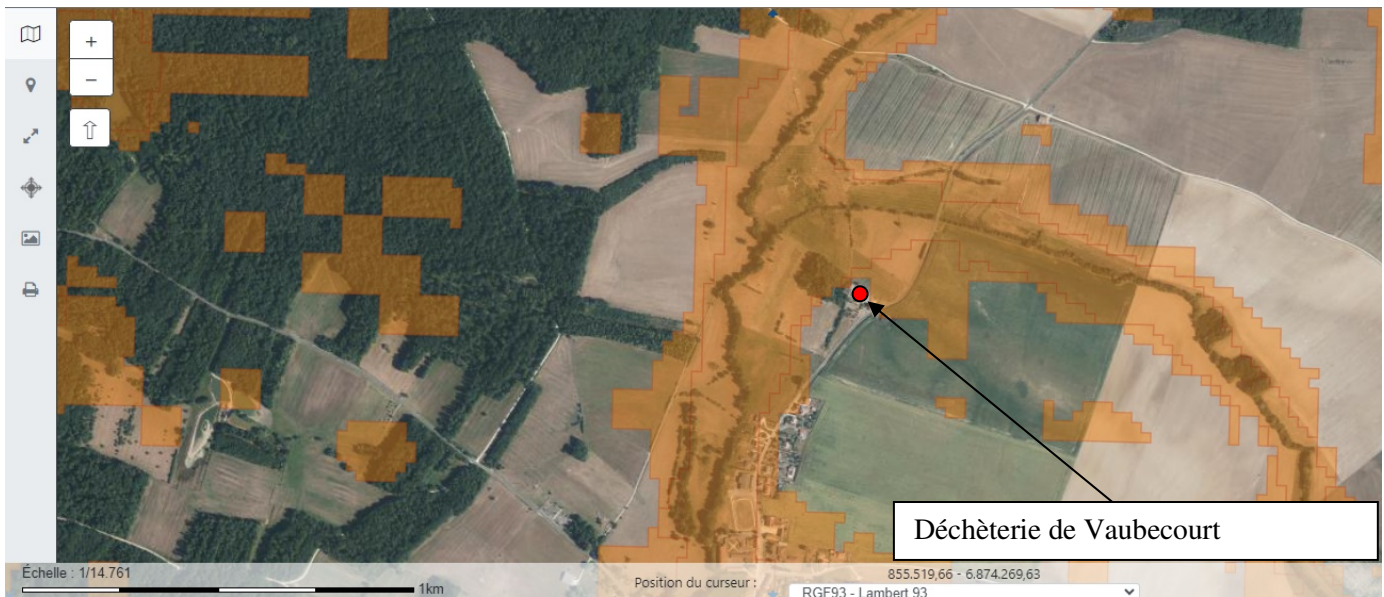 +
−
⇧
Déchèterie de Vaubecourt
Échelle : 1/14.761
1km
Position du curseur :
855.519,66 - 6.874.269,63
RGF93 - Lambert 93